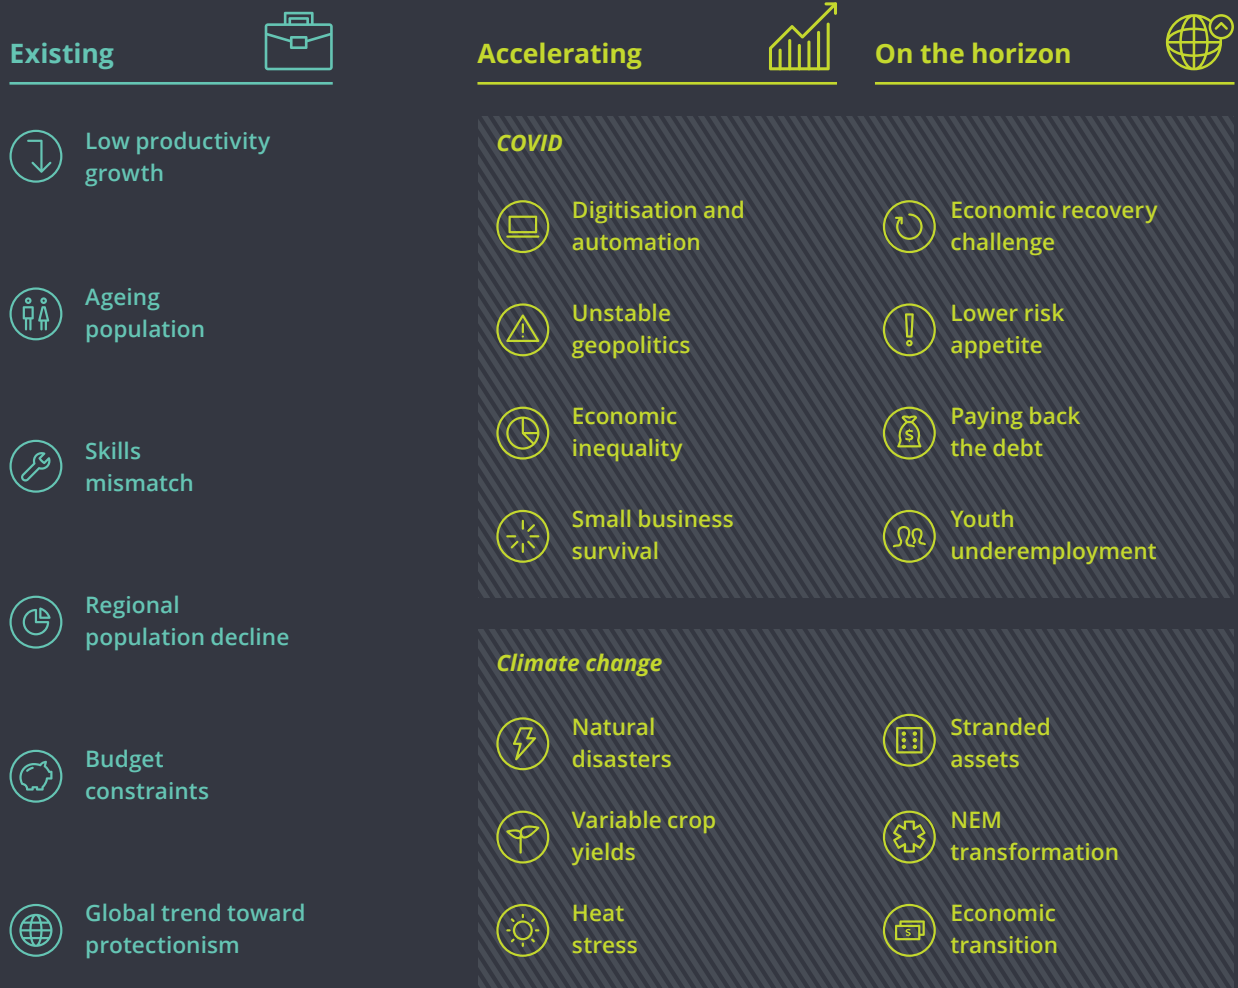 Existing
Low productivity
growth
Ageing
population
Skills
mismatch
Regional
population decline
Budget
constraints
Global trend toward
protectionism
Accelerating
On the horizon
COVID
Digitisation and
automation
Unstable
geopolitics
Economic
inequality
Small business
survival
Economic recovery
challenge
Lower risk
appetite
Paying back
the debt
Youth
underemployment
Climate change
Natural
disasters
Variable crop
yields
Heat
stress
Stranded
assets
NEM
transformation
Economic
transition